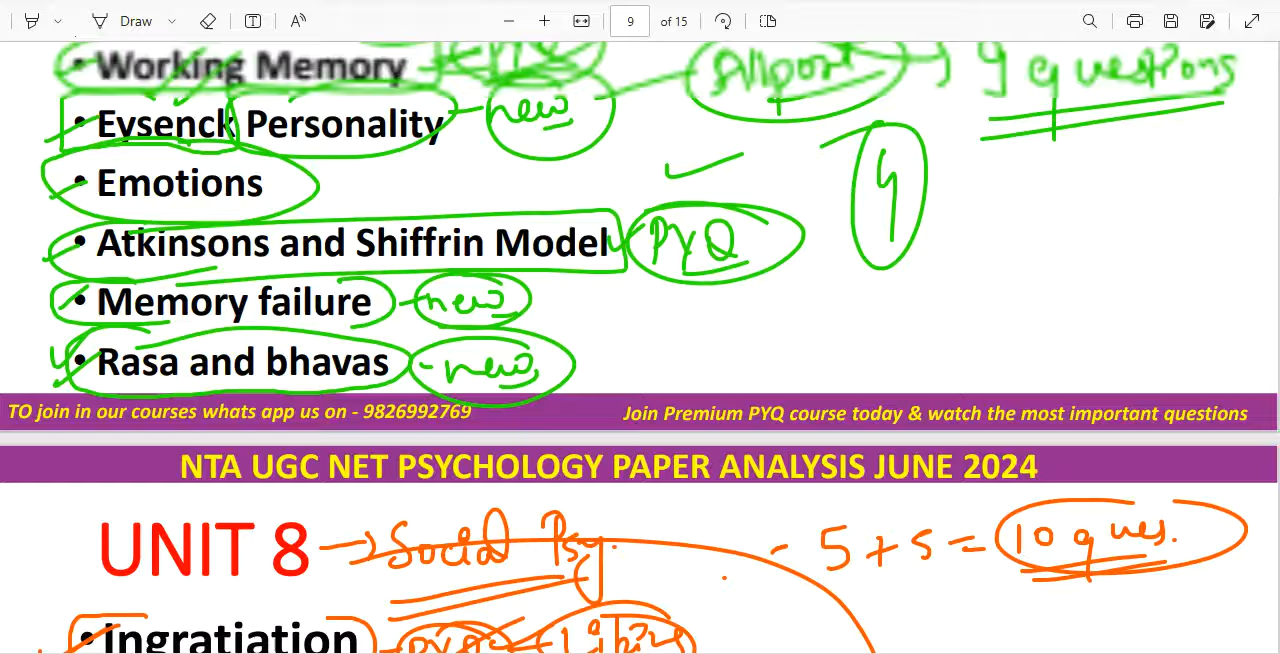 Draw 9 of 15
• Working Memory Allport → 9 questions
• Eysenck Personality - new
• Emotions
• Atkinsons and Shiffrin Model PYQ
• Memory failure - new
• Rasa and bhavas - new
TO join in our courses whats app us on - 9826992769 Join Premium PYQ course today & watch the most important questions
NTA UGC NET PSYCHOLOGY PAPER ANALYSIS JUNE 2024
UNIT 8 → Social Psy. - 5 + 5 = 10 ques.
• Ingratiation